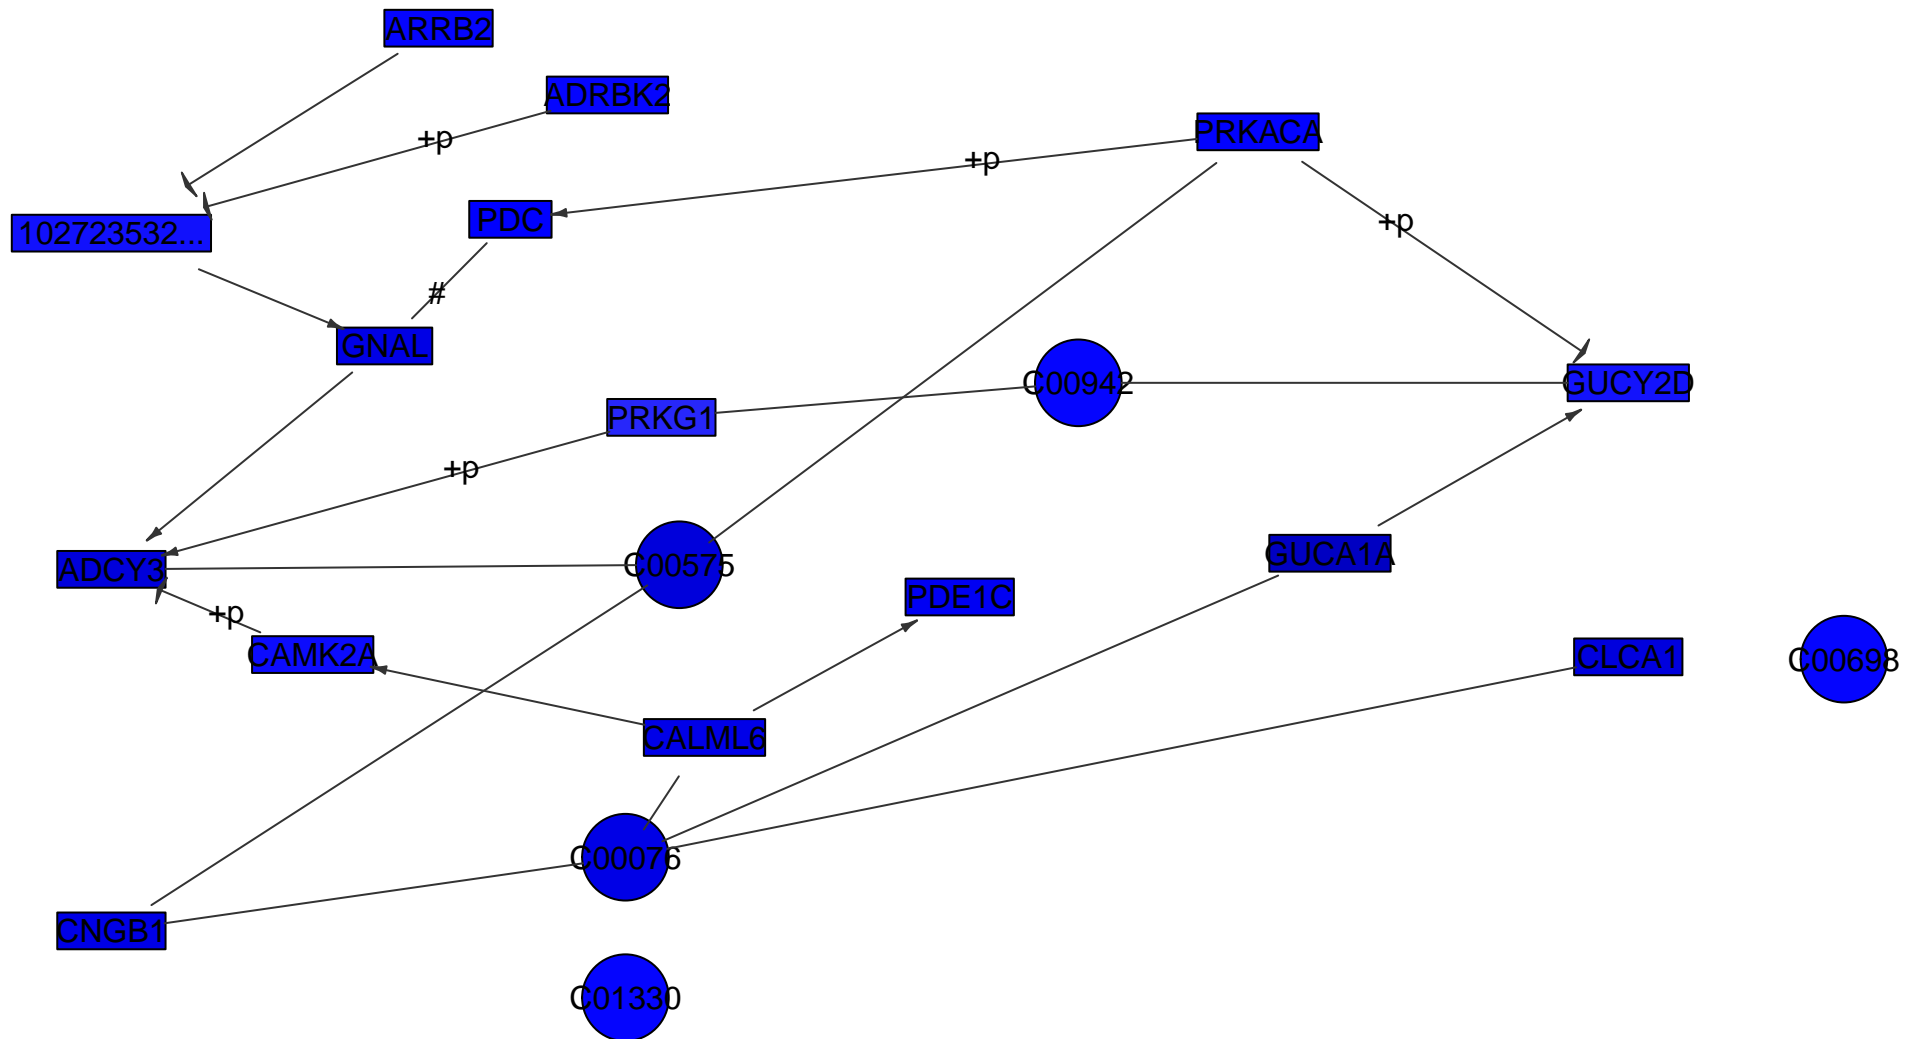 ARRB2
ADRBK2
PRKACA
+p
+p
PDC
+p
102723532...
#
GNAL
C00942
GUCY2D
PRKG1
+p
GUCA1A
C00575
ADCY3
PDE1C
+p
CAMK2A
CLCA1
C00698
CALML6
C00076
CNGB1
C01330